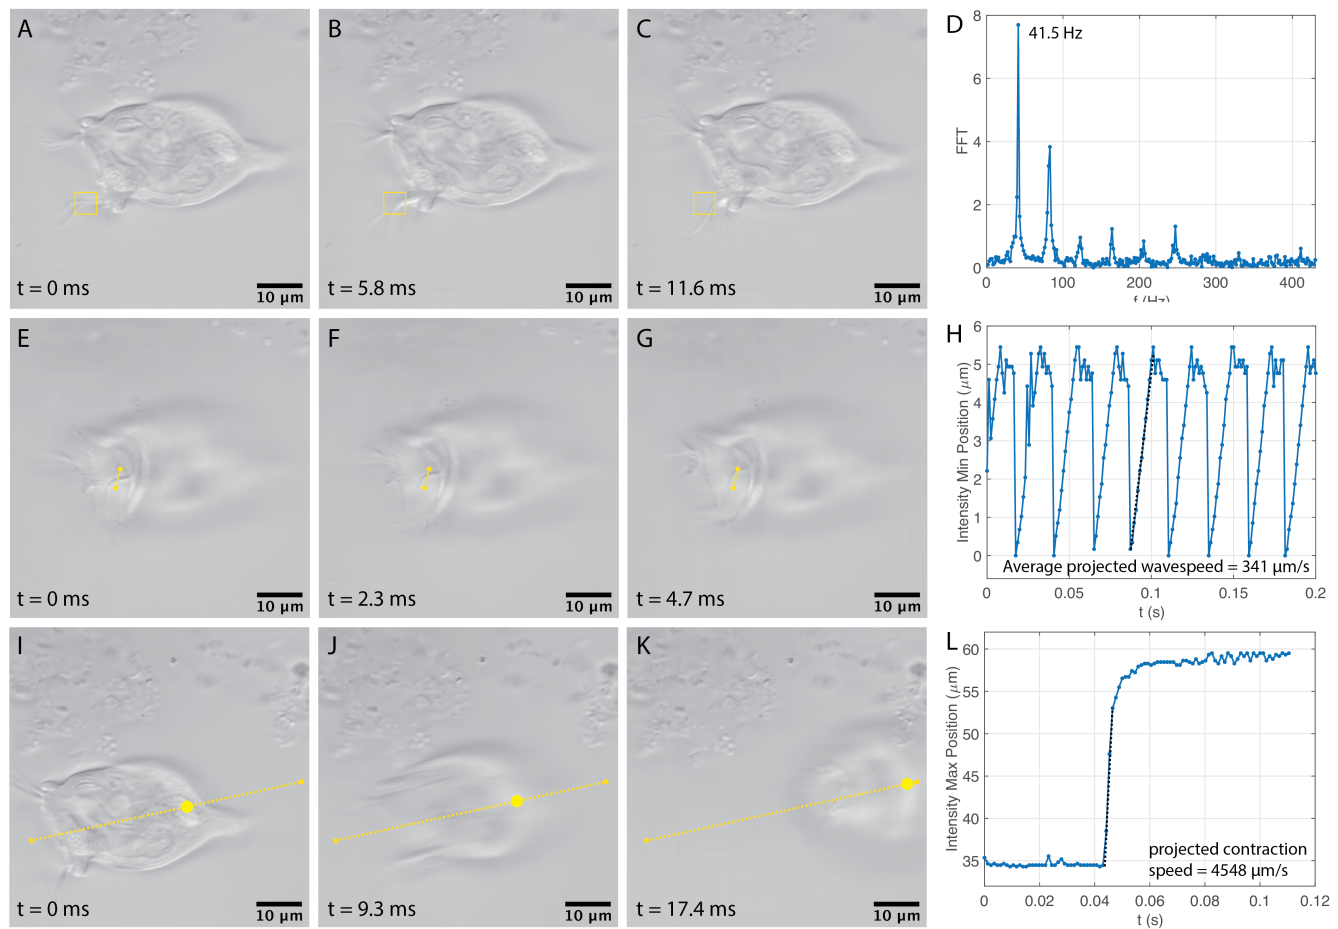 A
t = 0 ms
10 µm
B
t = 5.8 ms
10 µm
C
t = 11.6 ms
10 µm
D
41.5 Hz
FFT
8
6
4
2
0
0 100 200 300 400
f (Hz)
E
t = 0 ms
10 µm
F
t = 2.3 ms
10 µm
G
t = 4.7 ms
10 µm
H
Intensity Min Position (µm)
6
5
4
3
2
1
0
Average projected wavespeed = 341 µm/s
0 0.05 0.1 0.15 0.2
t (s)
I
t = 0 ms
10 µm
J
t = 9.3 ms
10 µm
K
t = 17.4 ms
10 µm
L
Intensity Max Position (µm)
60
55
50
45
40
35
projected contraction
speed = 4548 µm/s
0 0.02 0.04 0.06 0.08 0.1 0.12
t (s)